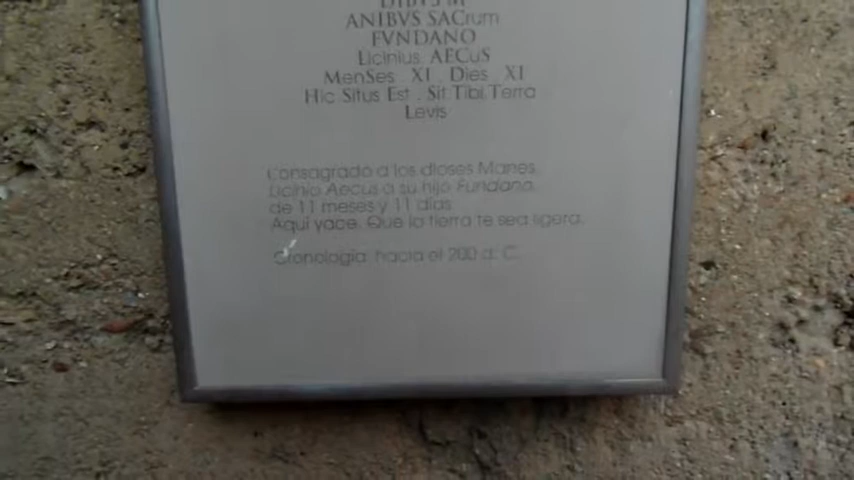 DIBVS M
ANIBVS SACrum
FVNDANO
Licinius AECuS
MenSes . XI . Dies . XI
Hic Situs Est . Sit Tibi Terra
Levis
Consagrado a los dioses Manes.
Licinio Aecus a su hijo Fundano,
de 11 meses y 11 días.
Aquí yace. Que la tierra te sea ligera.
Cronología: hacia el 200 d. C.